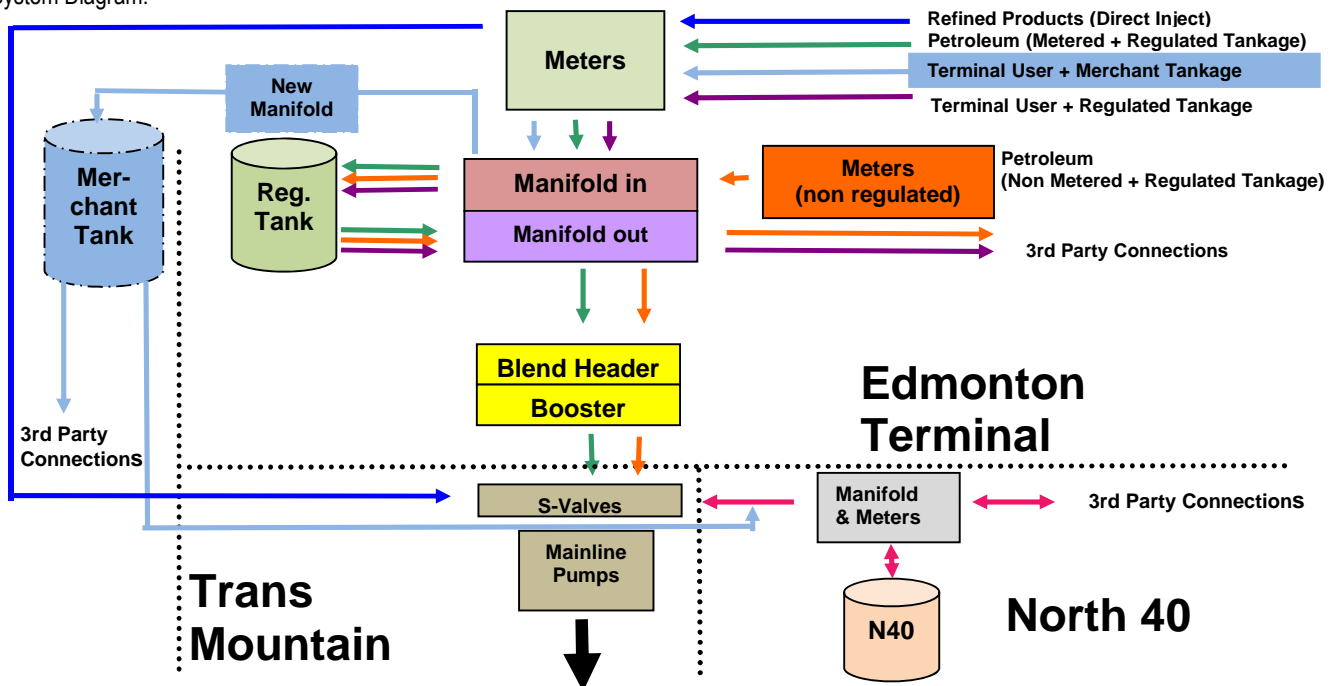 System Diagram:
Refined Products (Direct Inject)
Petroleum (Metered + Regulated Tankage)
Terminal User + Merchant Tankage
Terminal User + Regulated Tankage
Meters
New
Manifold
Mer-
chant
Tank
Reg.
Tank
Manifold in
Manifold out
Meters
(non regulated)
Petroleum
(Non Metered + Regulated Tankage)
3rd Party Connections
Blend Header
Booster
Edmonton
Terminal
3rd Party
Connections
S-Valves
Mainline
Pumps
Manifold
& Meters
3rd Party Connections
Trans
Mountain
N40
North 40